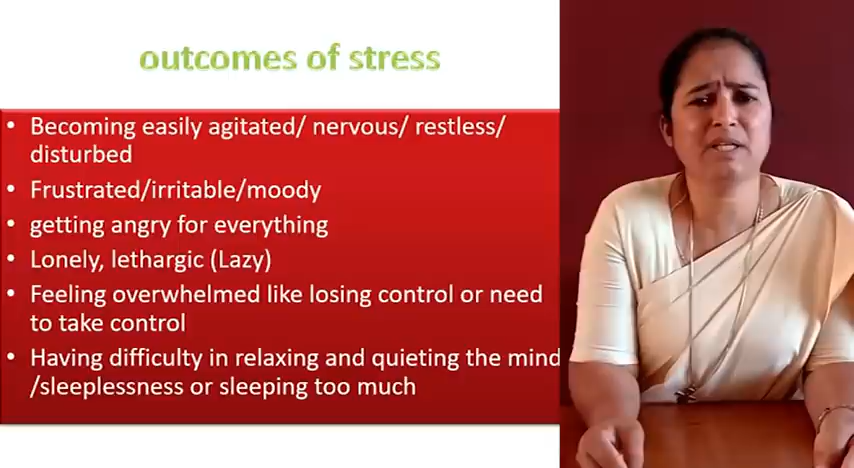 outcomes of stress
• Becoming easily agitated/ nervous/ restless/
disturbed
• Frustrated/irritable/moody
• getting angry for everything
• Lonely, lethargic (Lazy)
• Feeling overwhelmed like losing control or need
to take control
• Having difficulty in relaxing and quieting the mind
/sleeplessness or sleeping too much